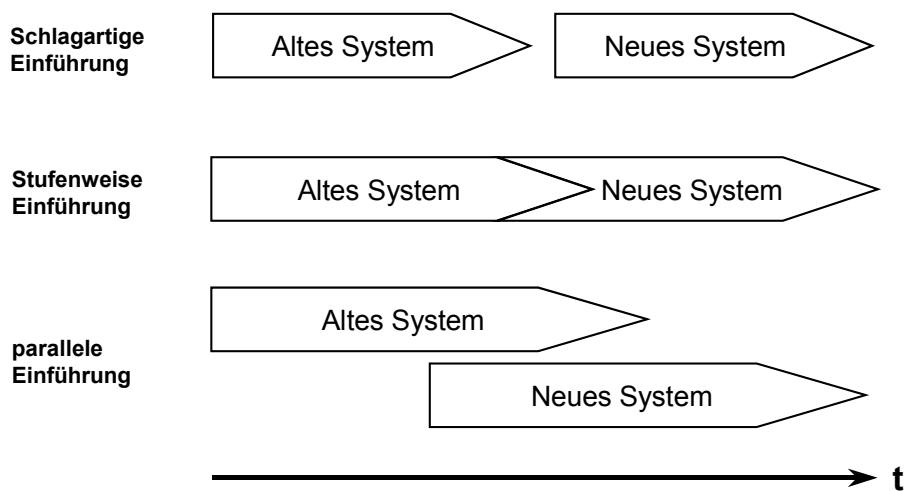 Schlagartige
Einführung
Altes System
Neues System
Stufenweise
Einführung
Altes System
Neues System
parallele
Einführung
Altes System
Neues System
t